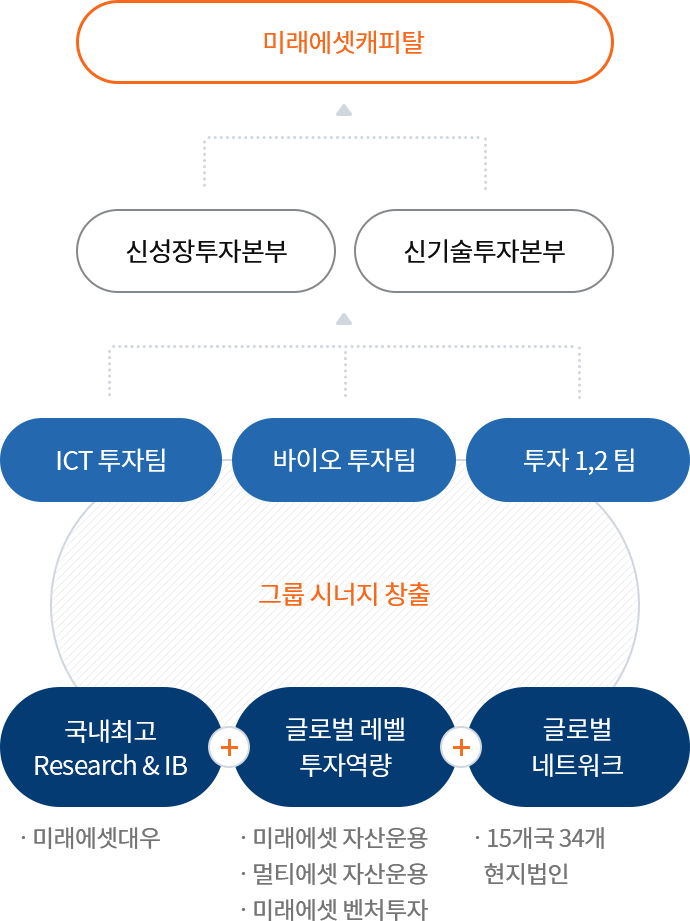 미래에셋캐피탈
신성장투자본부
신기술투자본부
ICT 투자팀
바이오 투자팀
투자 1,2 팀
그룹 시너지 창출
국내최고
Research & IB
+
글로벌 레벨
투자역량
+
글로벌
네트워크
· 미래에셋대우
· 미래에셋 자산운용
· 멀티에셋 자산운용
· 미래에셋 벤처투자
· 15개국 34개
현지법인